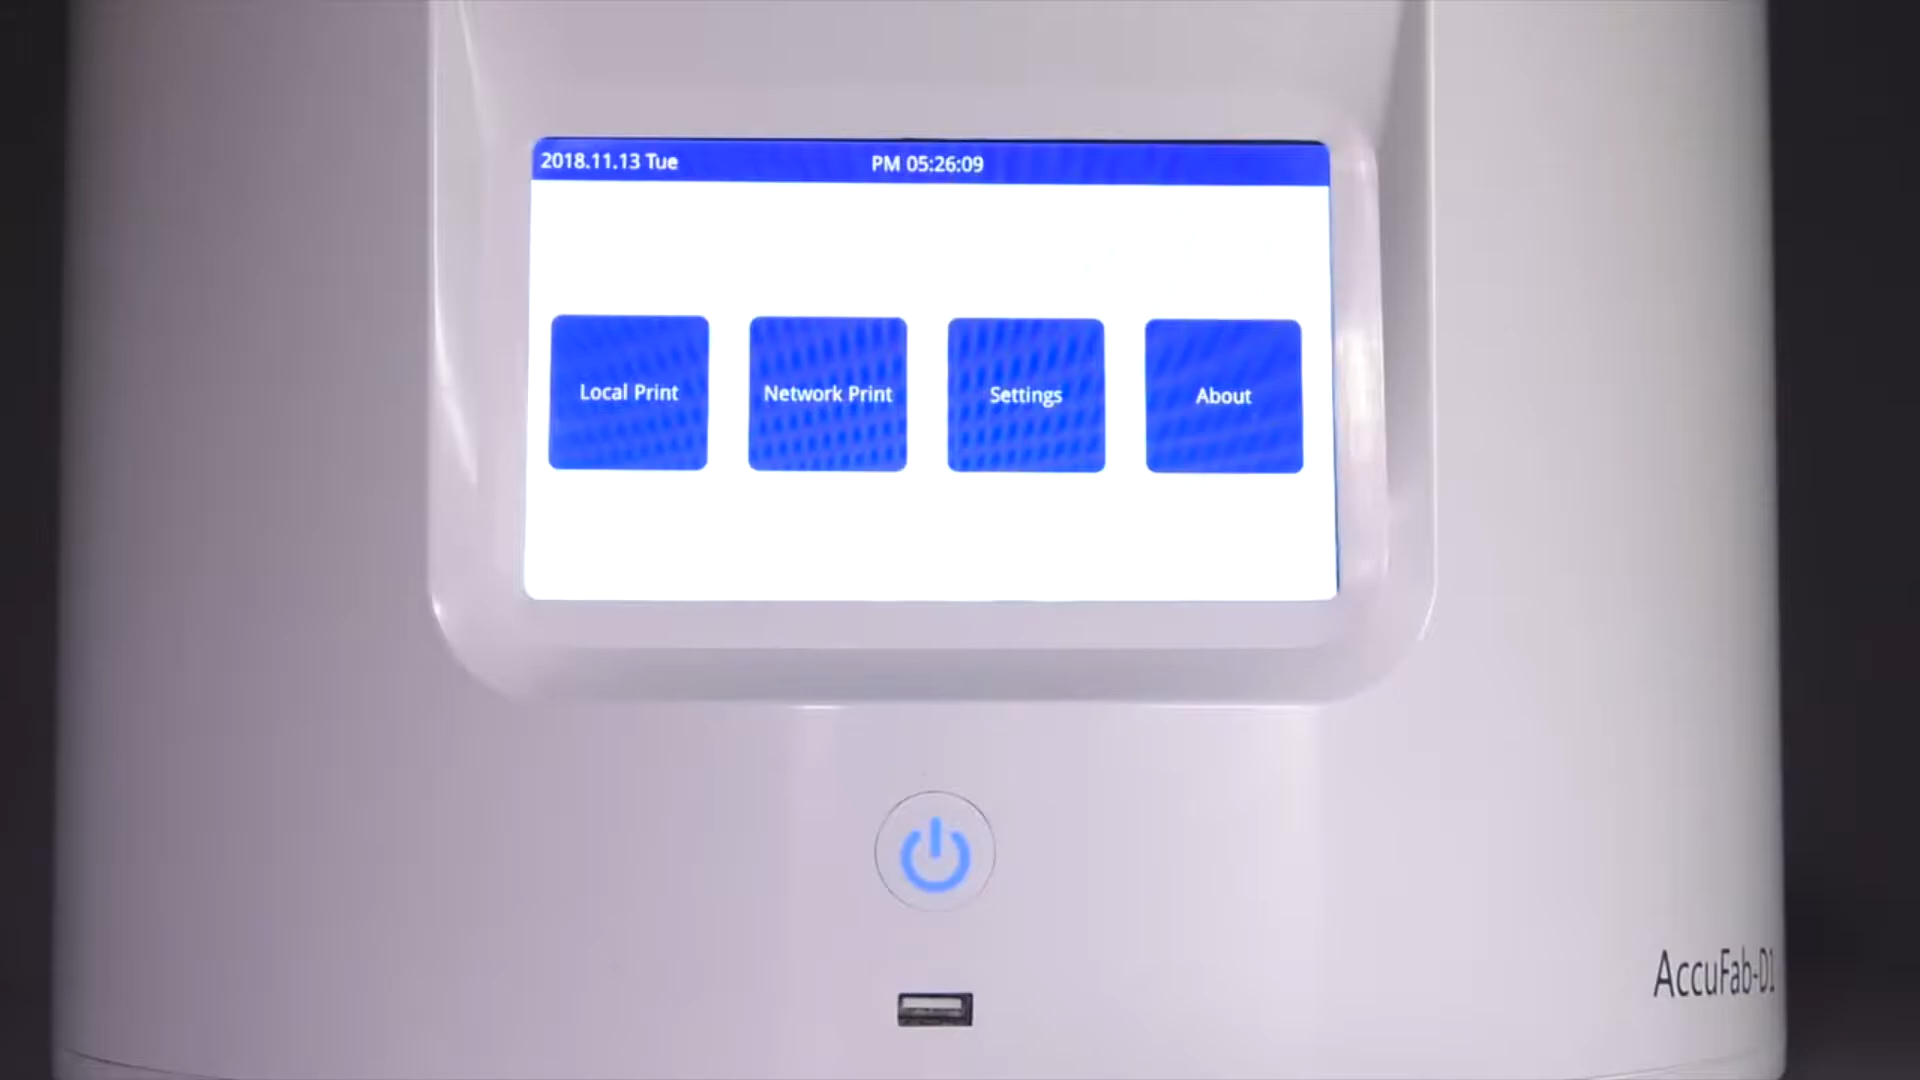 2018.11.13 Tue PM 05:26:09
Local Print Network Print Settings About
AccuFab-D1